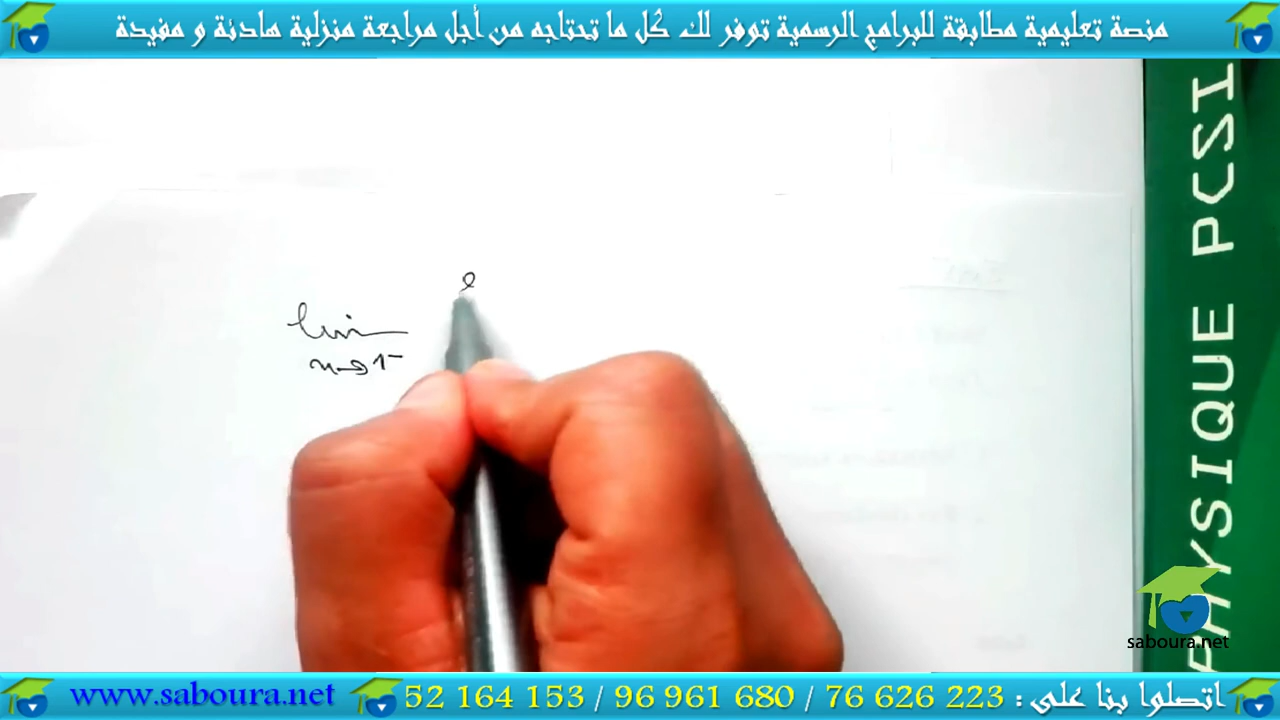 منصة تعليمية مطابقة للبرامج الرسمية توفر لك كل ما تحتاجه من أجل مراجعة منزلية هادئة و مفيدة
PHYSIQUE PCSI
lim
x→1⁻
saboura.net
www.saboura.net 52 164 153 / 96 961 680 / 76 626 223 : اتصلوا بنا على